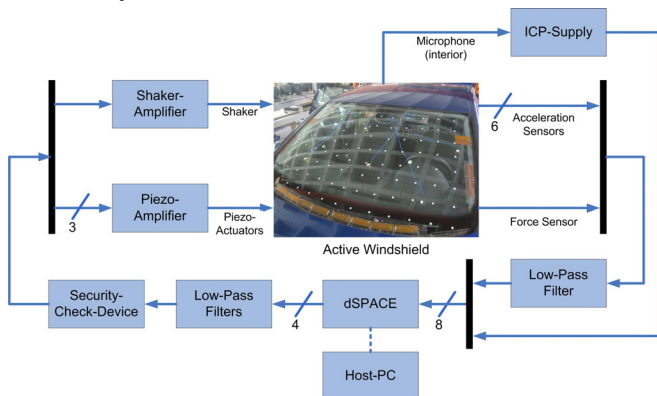 Microphone
(interior)
ICP-Supply
Shaker-
Amplifier
Shaker
6
Acceleration
Sensors
3
Piezo-
Amplifier
Piezo-
Actuators
Force Sensor
Active Windshield
Security-
Check-Device
Low-Pass
Filters
4
dSPACE
8
Low-Pass
Filter
Host-PC